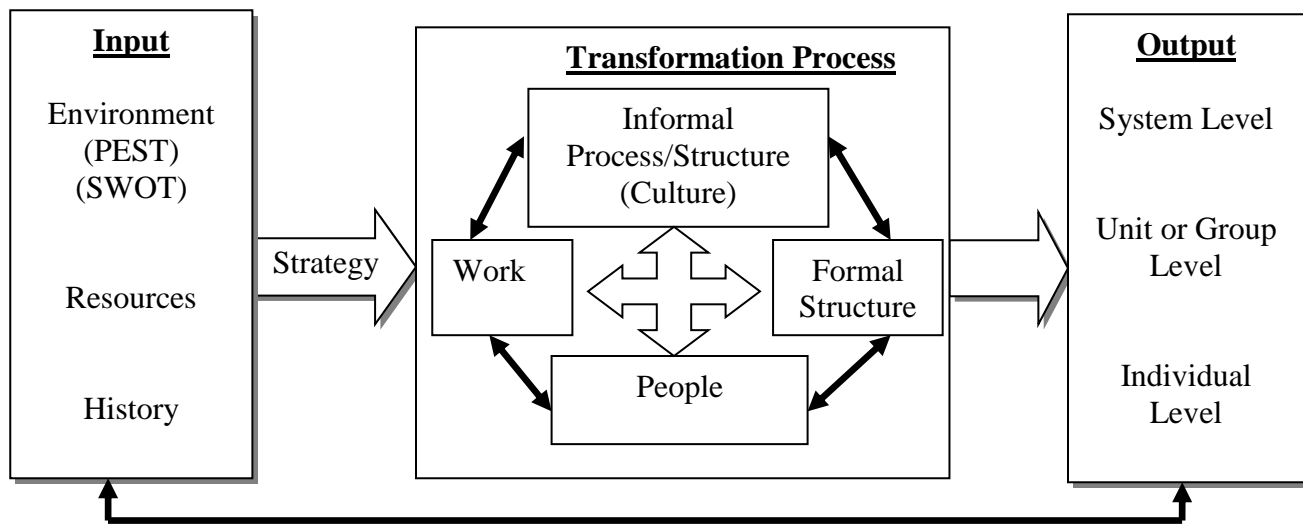 Input
Environment
(PEST)
(SWOT)
Resources
History
Strategy
Transformation Process
Informal
Process/Structure
(Culture)
Work
Formal
Structure
People
Output
System Level
Unit or Group
Level
Individual
Level